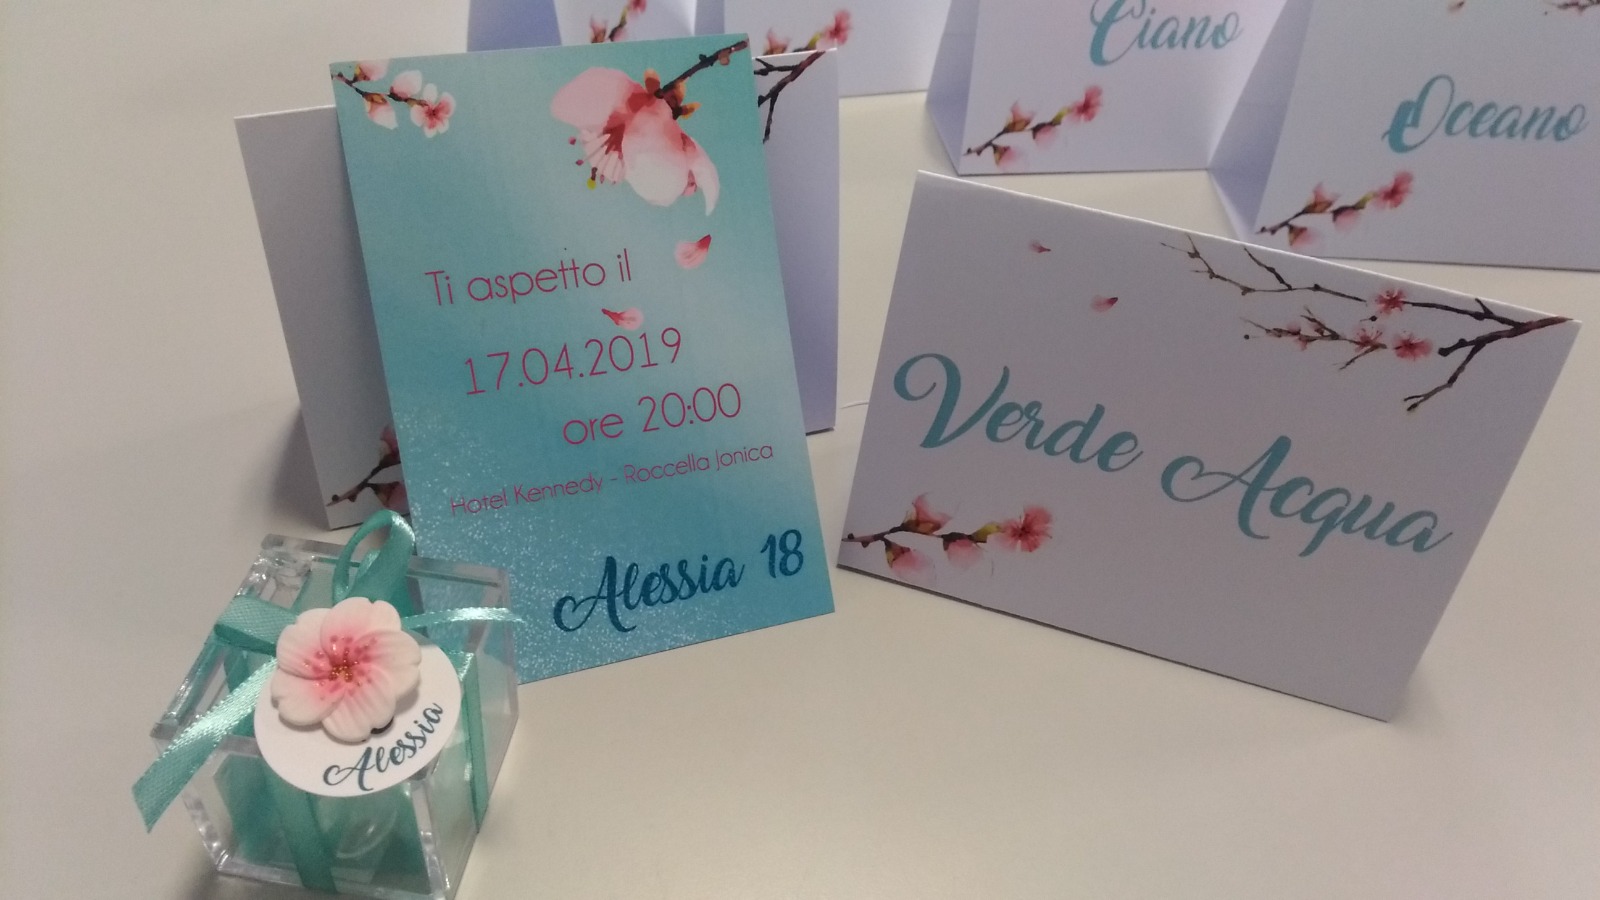 Ciano
Oceano
Ti aspetto il
17.04.2019
ore 20:00
Hotel Kennedy - Roccella Jonica
Alessia 18
Verde Acqua
Alessia